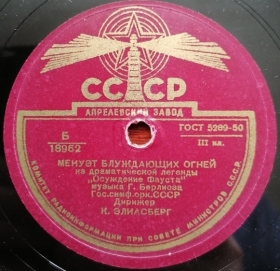 СССР
АПРЕЛЕВСКИЙ ЗАВОД
Б
18962
ГОСТ 5289-50
III кл.
МЕНУЭТ БЛУЖДАЮЩИХ ОГНЕЙ
из драматической легенды
„Осуждение Фауста"
музыка Г. Берлиоза
Гос.симф.орк.СССР
Дирижер
К. ЭЛИАСБЕРГ
КОМИТЕТ РАДИОИНФОРМАЦИИ ПРИ СОВЕТЕ МИНИСТРОВ СССР